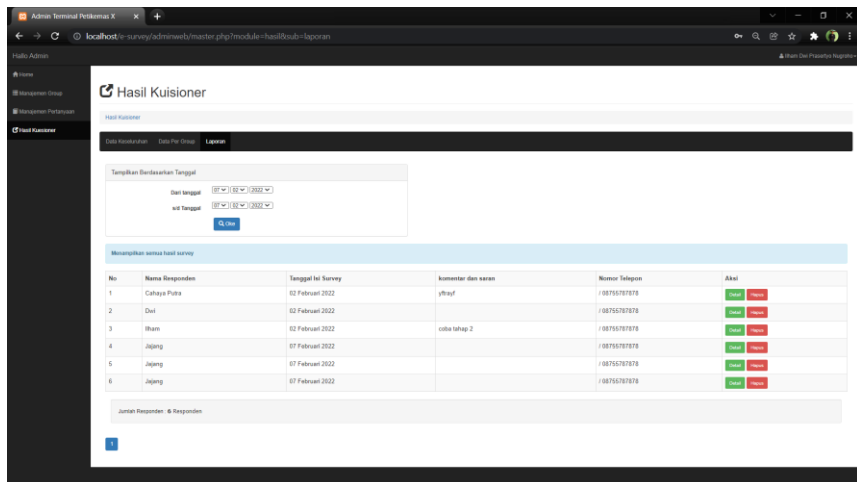 Admin Terminal Petikemas X
localhost/e-survey/adminweb/master.php?module=hasil&sub=laporan
Hallo Admin
Ilham Dwi Prasetyo Nugroho
Home
Manajemen Group
Manajemen Pertanyaan
Hasil Kuesioner
Hasil Kuisioner
Hasil Kuisioner
Data Keseluruhan Data Per Group Laporan
Tampilkan Berdasarkan Tanggal
Dari tanggal 07 02 2022
s/d Tanggal 07 02 2022
Oke
Menampilkan semua hasil survey
No Nama Responden Tanggal Isi Survey komentar dan saran Nomor Telepon Aksi
1 Cahaya Putra 02 Februari 2022 yftrayf / 08755787878 Detail Hapus
2 Dwi 02 Februari 2022 / 08755787878 Detail Hapus
3 Ilham 02 Februari 2022 coba tahap 2 / 08755787878 Detail Hapus
4 Jajang 07 Februari 2022 / 08755787878 Detail Hapus
5 Jajang 07 Februari 2022 / 08755787878 Detail Hapus
6 Jajang 07 Februari 2022 / 08755787878 Detail Hapus
Jumlah Responden : 6 Responden
1